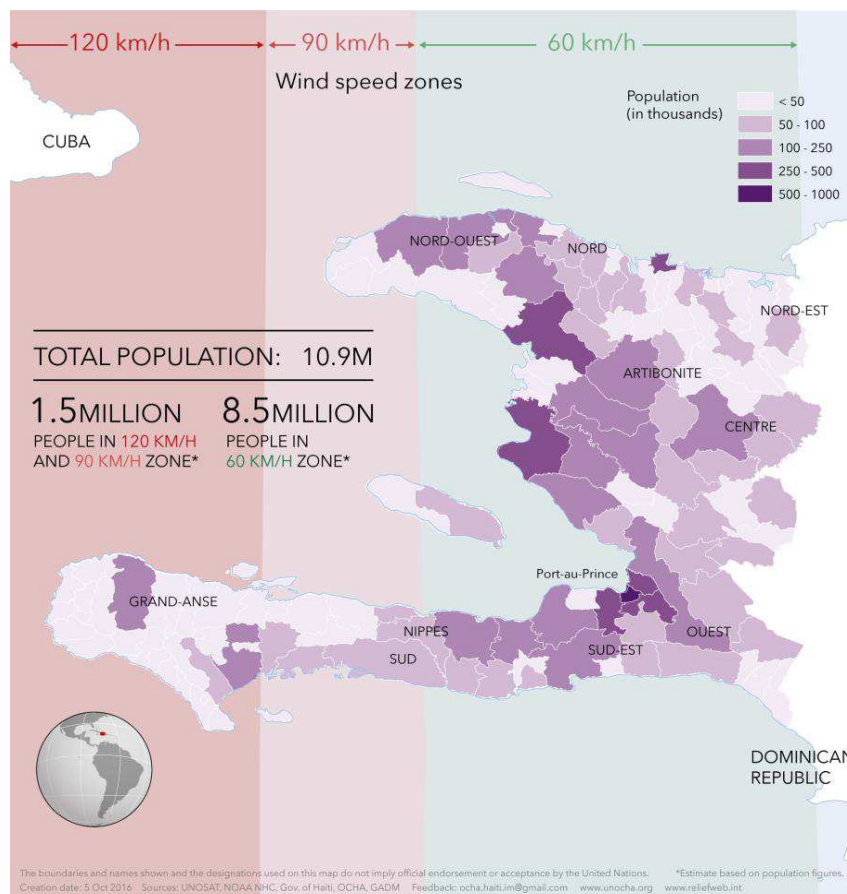 120 km/h
90 km/h
60 km/h
Wind speed zones
Population
(in thousands)
< 50
50 - 100
100 - 250
250 - 500
500 - 1000
CUBA
NORD-OUEST
NORD
NORD-EST
TOTAL POPULATION: 10.9M
ARTIBONITE
1.5MILLION
PEOPLE IN 120 KM/H
AND 90 KM/H ZONE*
8.5MILLION
PEOPLE IN
60 KM/H ZONE*
CENTRE
Port-au-Prince
GRAND-ANSE
NIPPES
OUEST
SUD
SUD-EST
DOMINICAN
REPUBLIC
The boundaries and names shown and the designations used on this map do not imply official endorsement or acceptance by the United Nations. *Estimate based on population figures.
Creation date: 5 Oct 2016 Sources: UNOSAT, NOAA NHC, Gov. of Haiti, OCHA, GADM Feedback: ocha.haiti.im@gmail.com www.unocha.org www.reliefweb.int